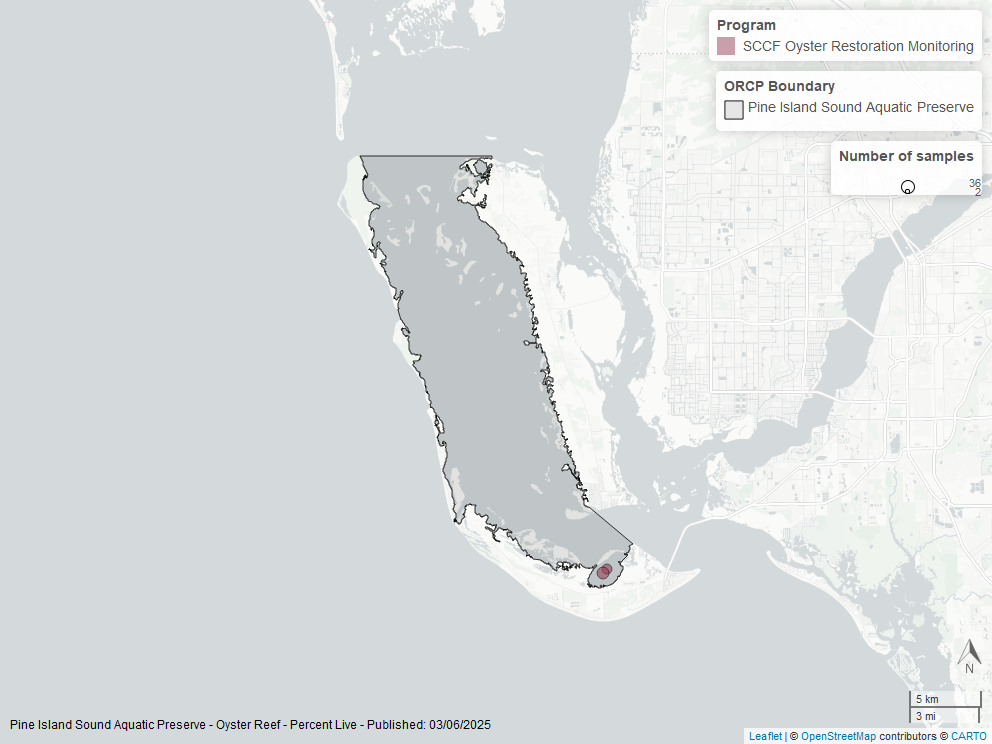 Program
SCCF Oyster Restoration Monitoring
ORCP Boundary
Pine Island Sound Aquatic Preserve
Number of samples
36
2
N
5 km
3 mi
Pine Island Sound Aquatic Preserve - Oyster Reef - Percent Live - Published: 03/06/2025
Leaflet | © OpenStreetMap contributors © CARTO